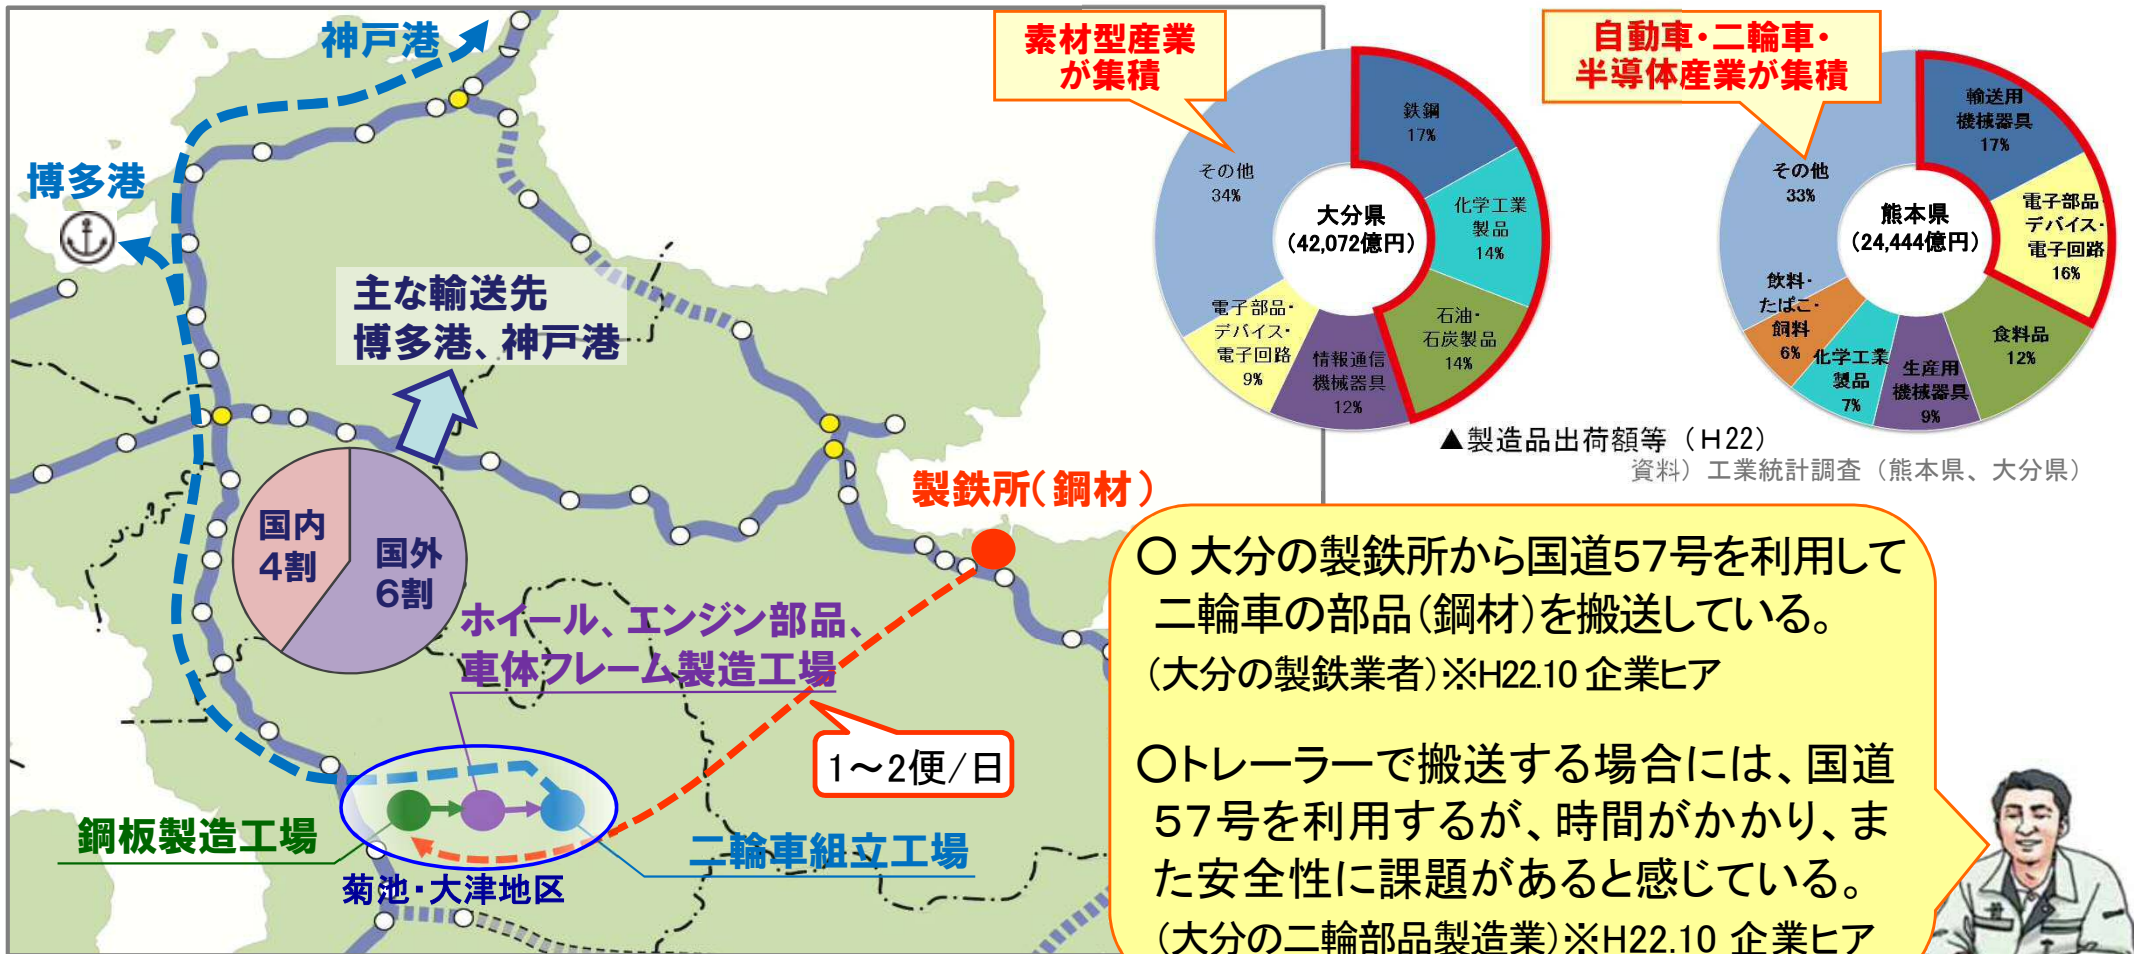 神戸港
博多港
主な輸送先
博多港、神戸港
国内
4割
国外
6割
ホイール、エンジン部品、
車体フレーム製造工場
製鉄所(鋼材)
1～2便/日
鋼板製造工場
二輪車組立工場
菊池・大津地区
素材型産業
が集積
鉄鋼
17%
化学工業
製品
14%
石油・
石炭製品
14%
情報通信
機械器具
12%
電子部品・
デバイス・
電子回路
9%
その他
34%
大分県
(42,072億円)
自動車・二輪車・
半導体産業が集積
輸送用
機械器具
17%
電子部品・
デバイス・
電子回路
16%
食料品
12%
生産用
機械器具
9%
化学工業
製品
7%
飲料・
たばこ・
飼料
6%
その他
33%
熊本県
(24,444億円)
▲製造品出荷額等（H22）
資料）工業統計調査（熊本県、大分県）
○ 大分の製鉄所から国道57号を利用して
二輪車の部品(鋼材)を搬送している。
(大分の製鉄業者)※H22.10 企業ヒア
○トレーラーで搬送する場合には、国道
57号を利用するが、時間がかかり、ま
た安全性に課題があると感じている。
(大分の二輪部品製造業)※H22.10 企業ヒア